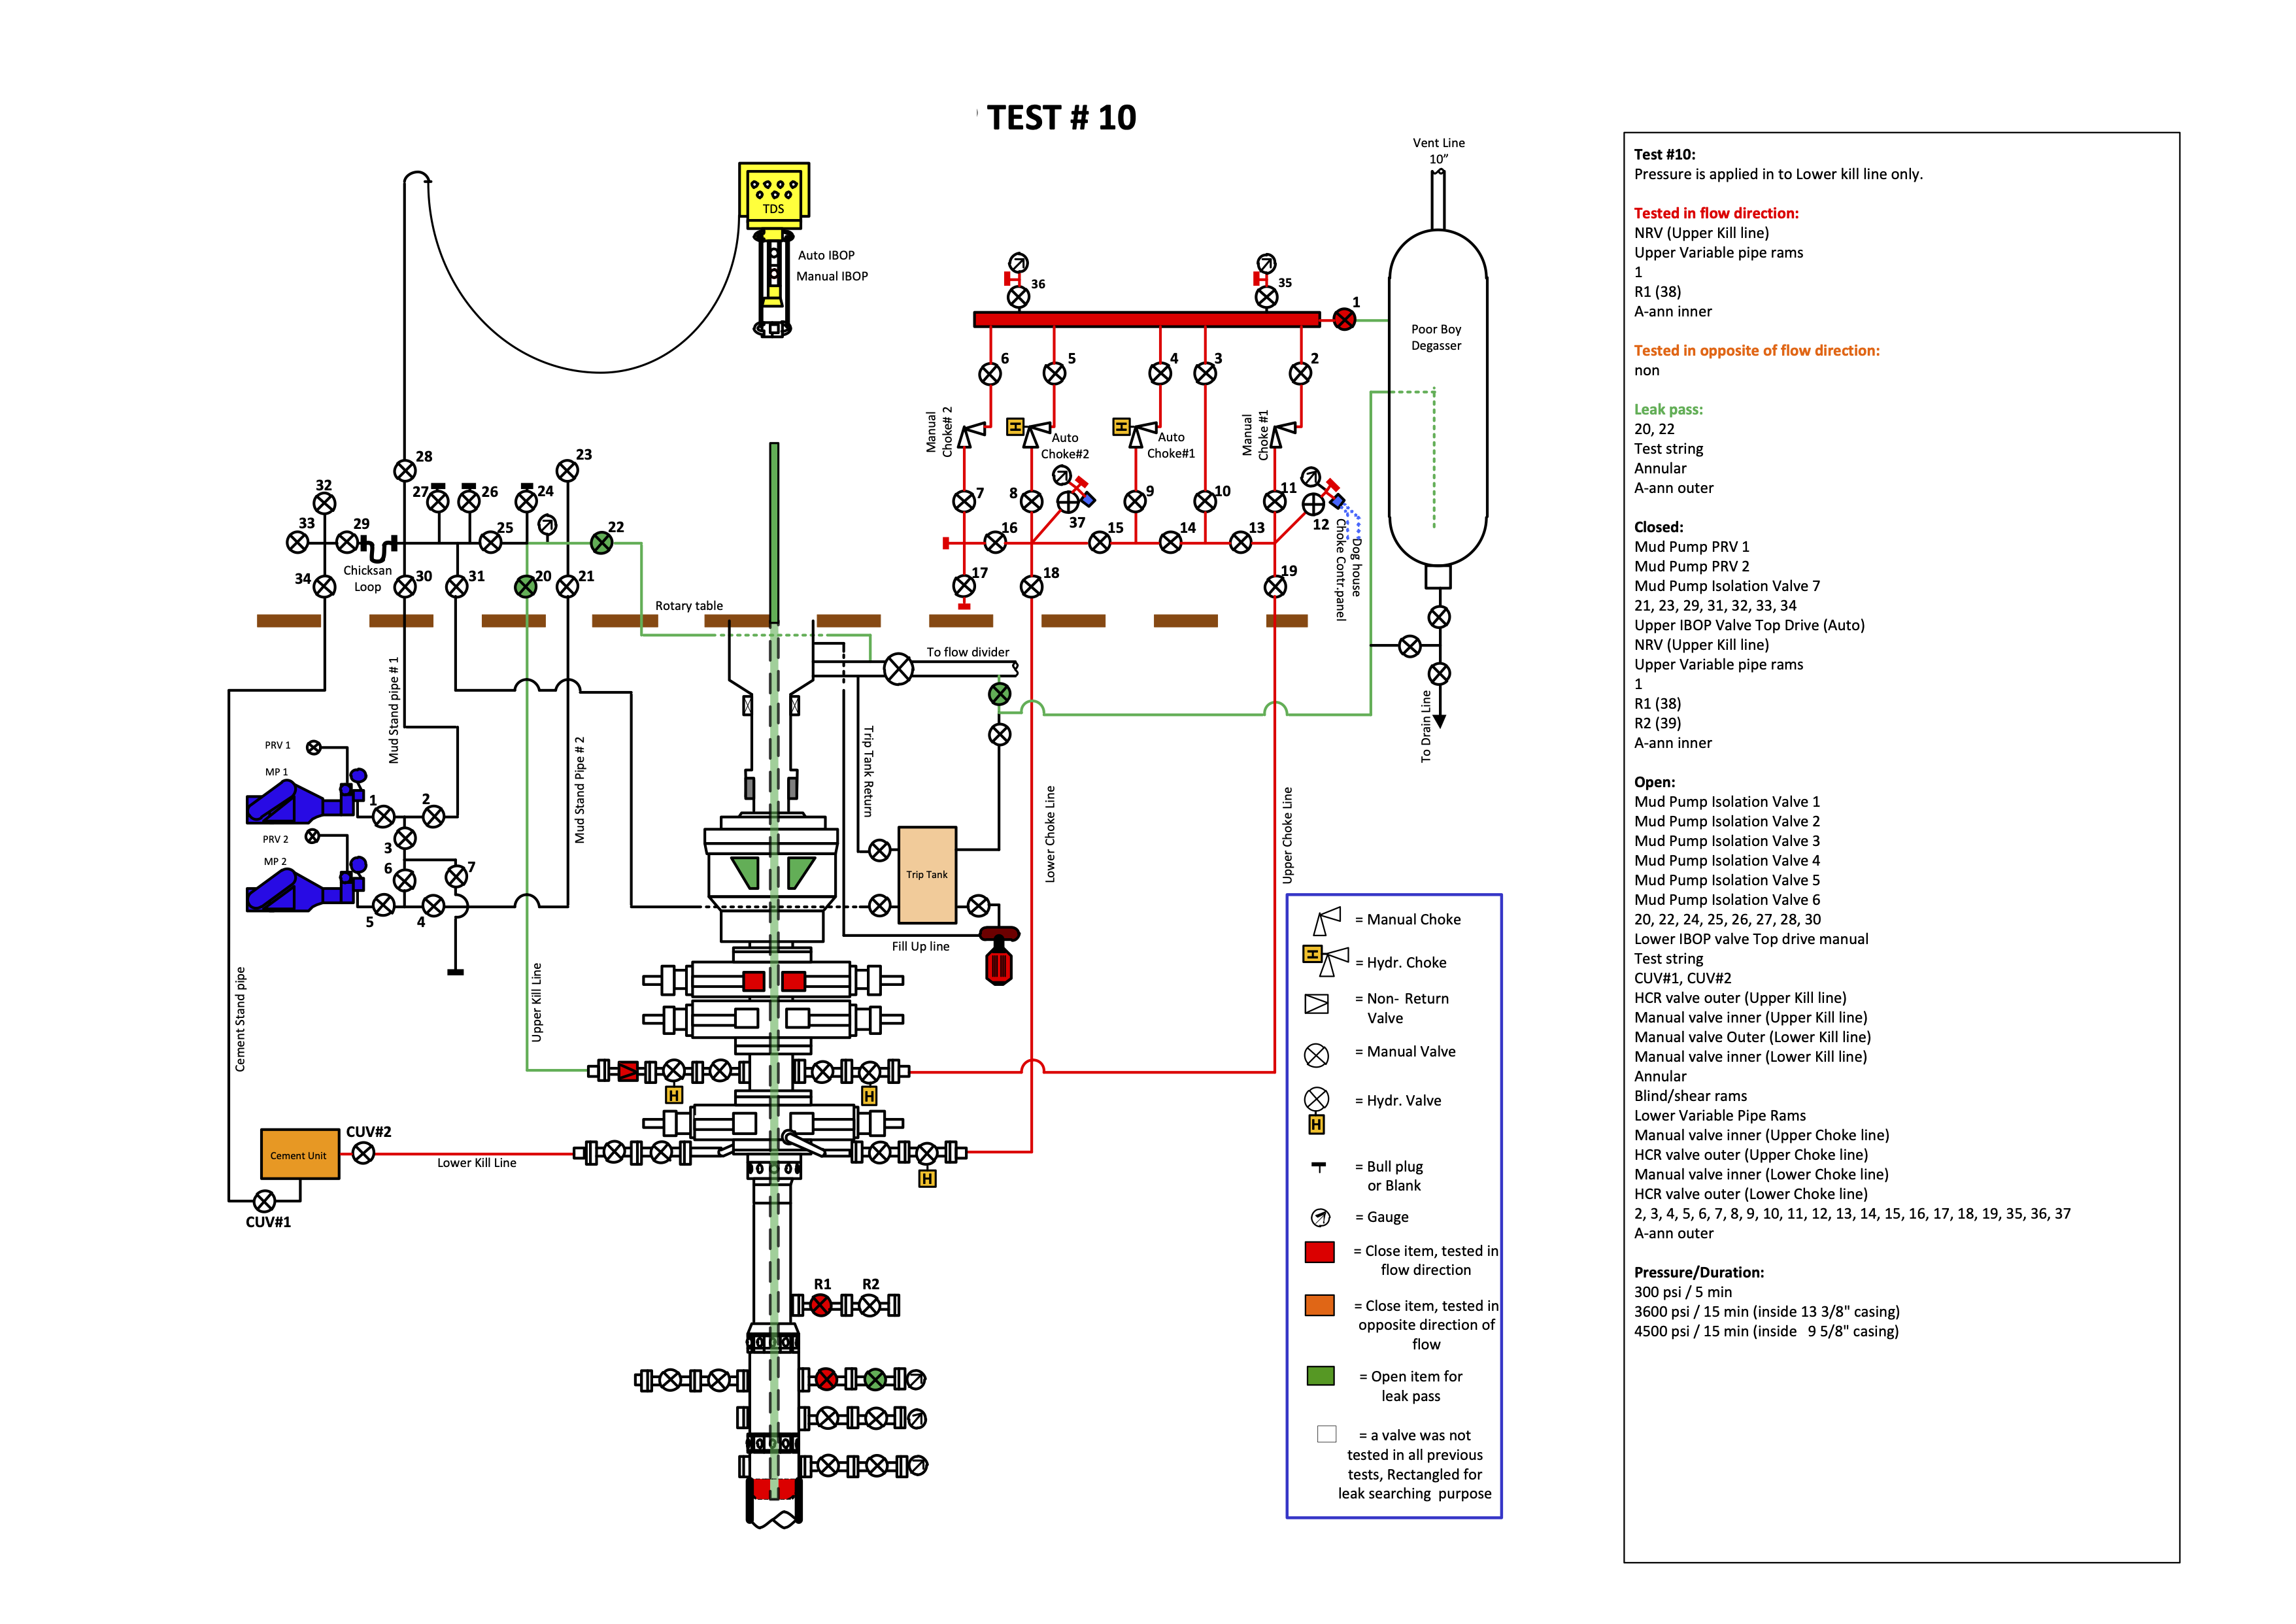 TEST # 10
Vent Line
10”
TDS
Auto IBOP
Manual IBOP
36
35
1
Poor Boy
Degasser
6
5
4
3
2
Manual
Choke# 2
H
Auto
Choke#2
H
Auto
Choke#1
Manual
Choke #1
28
23
32
27
26
24
7
8
37
9
10
11
12
33
29
25
22
16
15
14
13
Chicksan
Loop
34
30
31
20
21
17
18
19
Choke Contr.panel
Dog house
Rotary table
To flow divider
Mud Stand pipe # 1
Mud Stand Pipe # 2
Trip Tank Return
To Drain Line
PRV 1
MP 1
1
2
PRV 2
3
MP 2
6
7
5
4
Trip Tank
Lower Choke Line
Upper Choke Line
Fill Up line
Cement Stand pipe
Upper Kill Line
H
H
CUV#2
Cement Unit
Lower Kill Line
H
CUV#1
R1
R2
= Manual Choke
H
= Hydr. Choke
= Non- Return
Valve
= Manual Valve
= Hydr. Valve
H
= Bull plug
or Blank
= Gauge
= Close item, tested in
flow direction
= Close item, tested in
opposite direction of
flow
= Open item for
leak pass
= a valve was not
tested in all previous
tests, Rectangled for
leak searching purpose
Test #10:
Pressure is applied in to Lower kill line only.
Tested in flow direction:
NRV (Upper Kill line)
Upper Variable pipe rams
1
R1 (38)
A-ann inner
Tested in opposite of flow direction:
non
Leak pass:
20, 22
Test string
Annular
A-ann outer
Closed:
Mud Pump PRV 1
Mud Pump PRV 2
Mud Pump Isolation Valve 7
21, 23, 29, 31, 32, 33, 34
Upper IBOP Valve Top Drive (Auto)
NRV (Upper Kill line)
Upper Variable pipe rams
1
R1 (38)
R2 (39)
A-ann inner
Open:
Mud Pump Isolation Valve 1
Mud Pump Isolation Valve 2
Mud Pump Isolation Valve 3
Mud Pump Isolation Valve 4
Mud Pump Isolation Valve 5
Mud Pump Isolation Valve 6
20, 22, 24, 25, 26, 27, 28, 30
Lower IBOP valve Top drive manual
Test string
CUV#1, CUV#2
HCR valve outer (Upper Kill line)
Manual valve inner (Upper Kill line)
Manual valve Outer (Lower Kill line)
Manual valve inner (Lower Kill line)
Annular
Blind/shear rams
Lower Variable Pipe Rams
Manual valve inner (Upper Choke line)
HCR valve outer (Upper Choke line)
Manual valve inner (Lower Choke line)
HCR valve outer (Lower Choke line)
2, 3, 4, 5, 6, 7, 8, 9, 10, 11, 12, 13, 14, 15, 16, 17, 18, 19, 35, 36, 37
A-ann outer
Pressure/Duration:
300 psi / 5 min
3600 psi / 15 min (inside 13 3/8" casing)
4500 psi / 15 min (inside 9 5/8" casing)